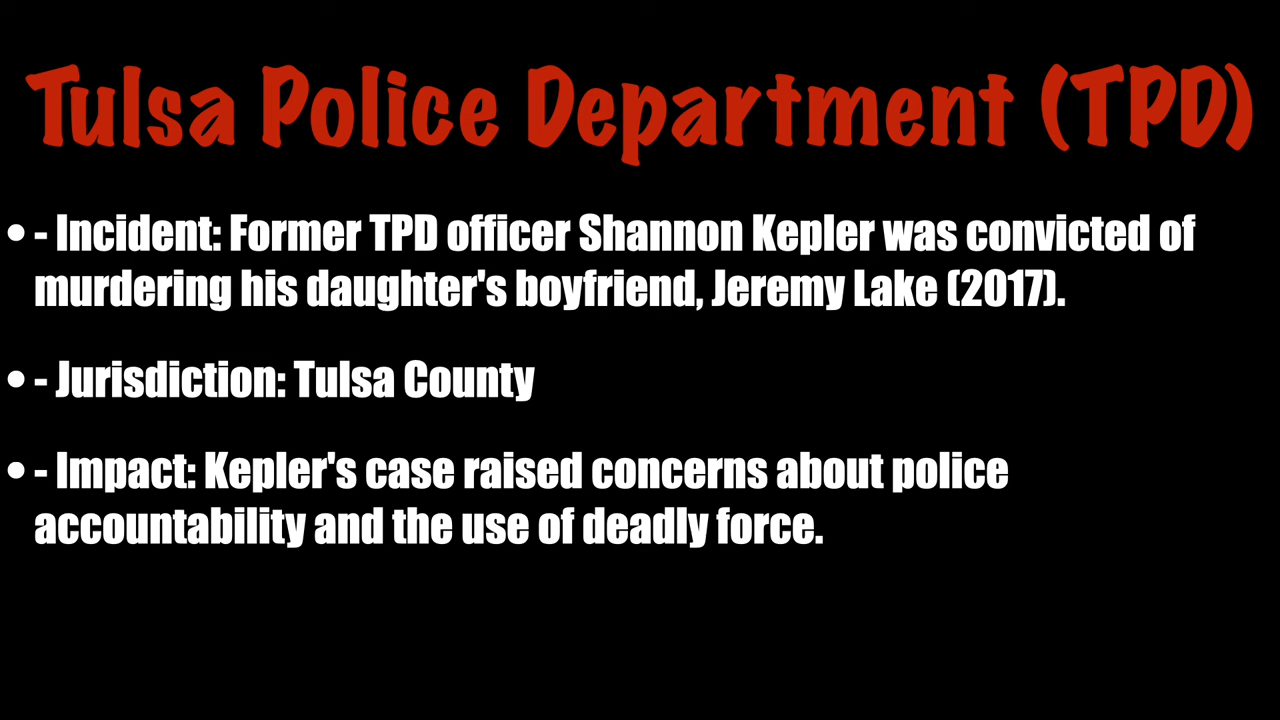 Tulsa Police Department (TPD)
• - Incident: Former TPD officer Shannon Kepler was convicted of
murdering his daughter's boyfriend, Jeremy Lake (2017).
• - Jurisdiction: Tulsa County
• - Impact: Kepler's case raised concerns about police
accountability and the use of deadly force.